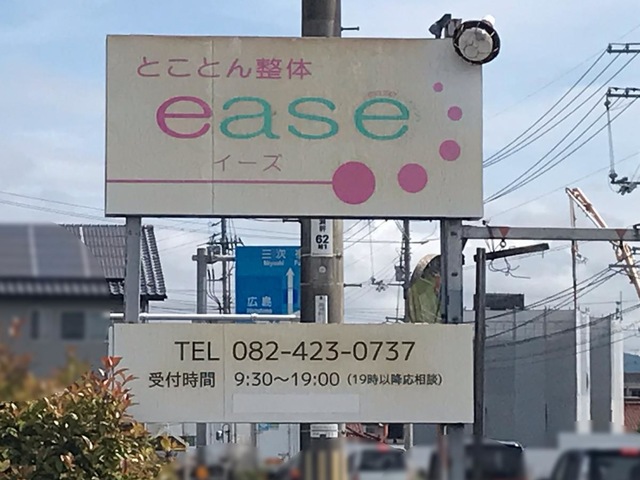 とことん整体
ease
イーズ
62
三次
Miyoshi
広島
TEL 082-423-0737
受付時間 9:30～19:00 (19時以降応相談)